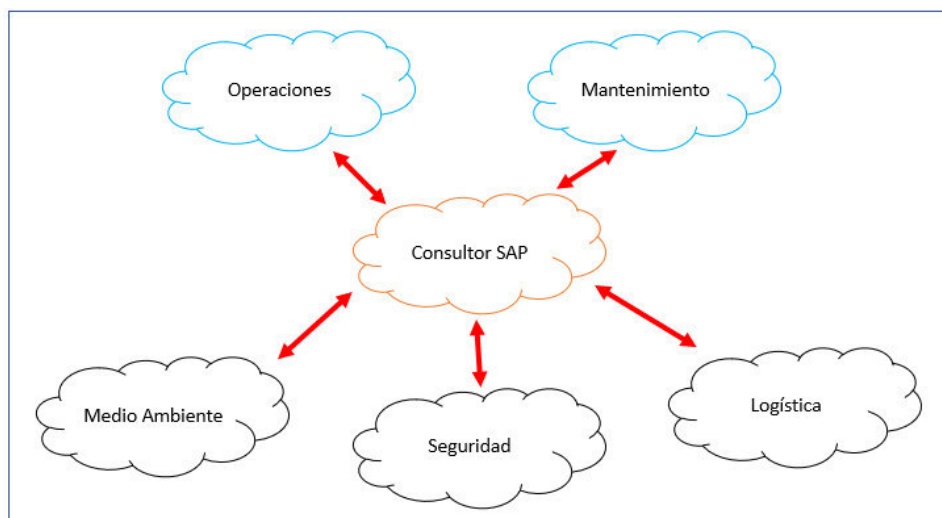 Operaciones
Mantenimiento
Consultor SAP
Medio Ambiente
Seguridad
Logística